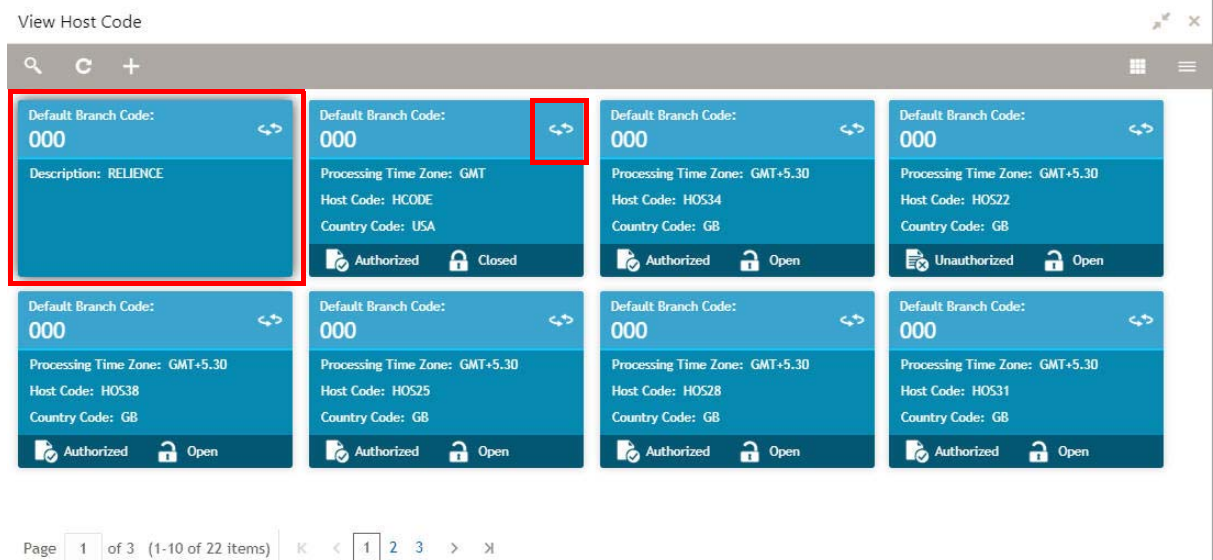 View Host Code
Default Branch Code:
000
Description: RELIENCE
Default Branch Code:
000
Processing Time Zone: GMT
Host Code: HCODE
Country Code: USA
Authorized Closed
Default Branch Code:
000
Processing Time Zone: GMT+5.30
Host Code: HOS34
Country Code: GB
Authorized Open
Default Branch Code:
000
Processing Time Zone: GMT+5.30
Host Code: HOS22
Country Code: GB
Unauthorized Open
Default Branch Code:
000
Processing Time Zone: GMT+5.30
Host Code: HOS38
Country Code: GB
Authorized Open
Default Branch Code:
000
Processing Time Zone: GMT+5.30
Host Code: HOS25
Country Code: GB
Authorized Open
Default Branch Code:
000
Processing Time Zone: GMT+5.30
Host Code: HOS28
Country Code: GB
Authorized Open
Default Branch Code:
000
Processing Time Zone: GMT+5.30
Host Code: HOS31
Country Code: GB
Authorized Open
Page 1 of 3 (1-10 of 22 items) 1 2 3